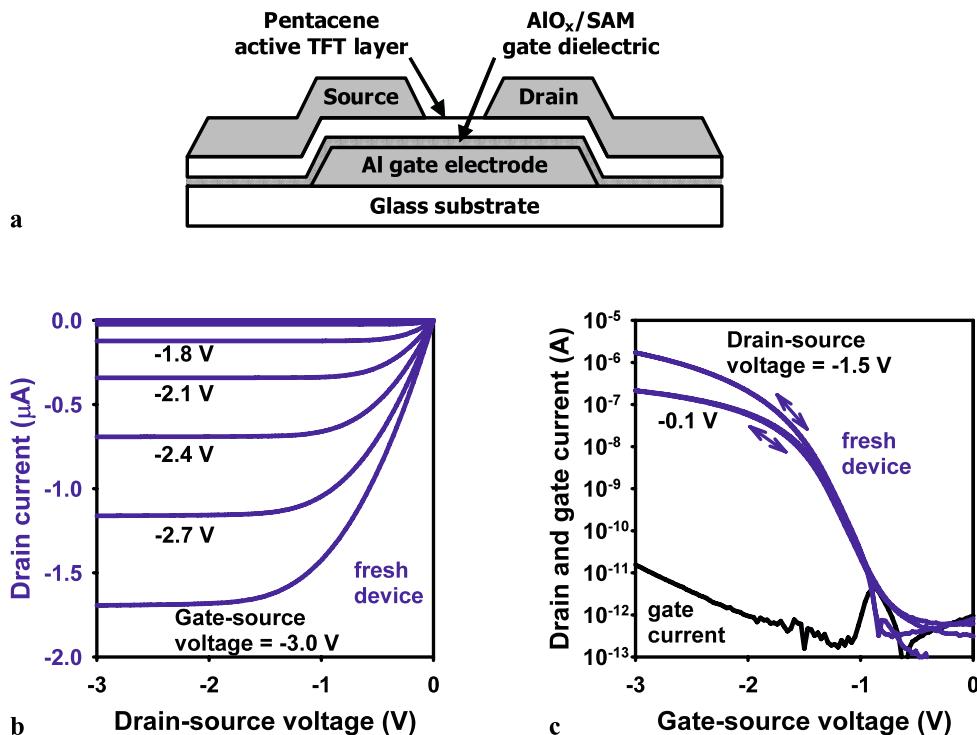 Pentacene
active TFT layer
AlOₓ/SAM
gate dielectric
Source
Drain
Al gate electrode
Glass substrate
a
0.0
-0.5
-1.0
-1.5
-2.0
Drain current (μA)
-1.8 V
-2.1 V
-2.4 V
-2.7 V
fresh
device
Gate-source
voltage = -3.0 V
-3
-2
-1
0
Drain-source voltage (V)
b
10⁻⁵
10⁻⁶
10⁻⁷
10⁻⁸
10⁻⁹
10⁻¹⁰
10⁻¹¹
10⁻¹²
10⁻¹³
Drain and gate current (A)
Drain-source
voltage = -1.5 V
-0.1 V
fresh
device
gate
current
-3
-2
-1
0
Gate-source voltage (V)
c